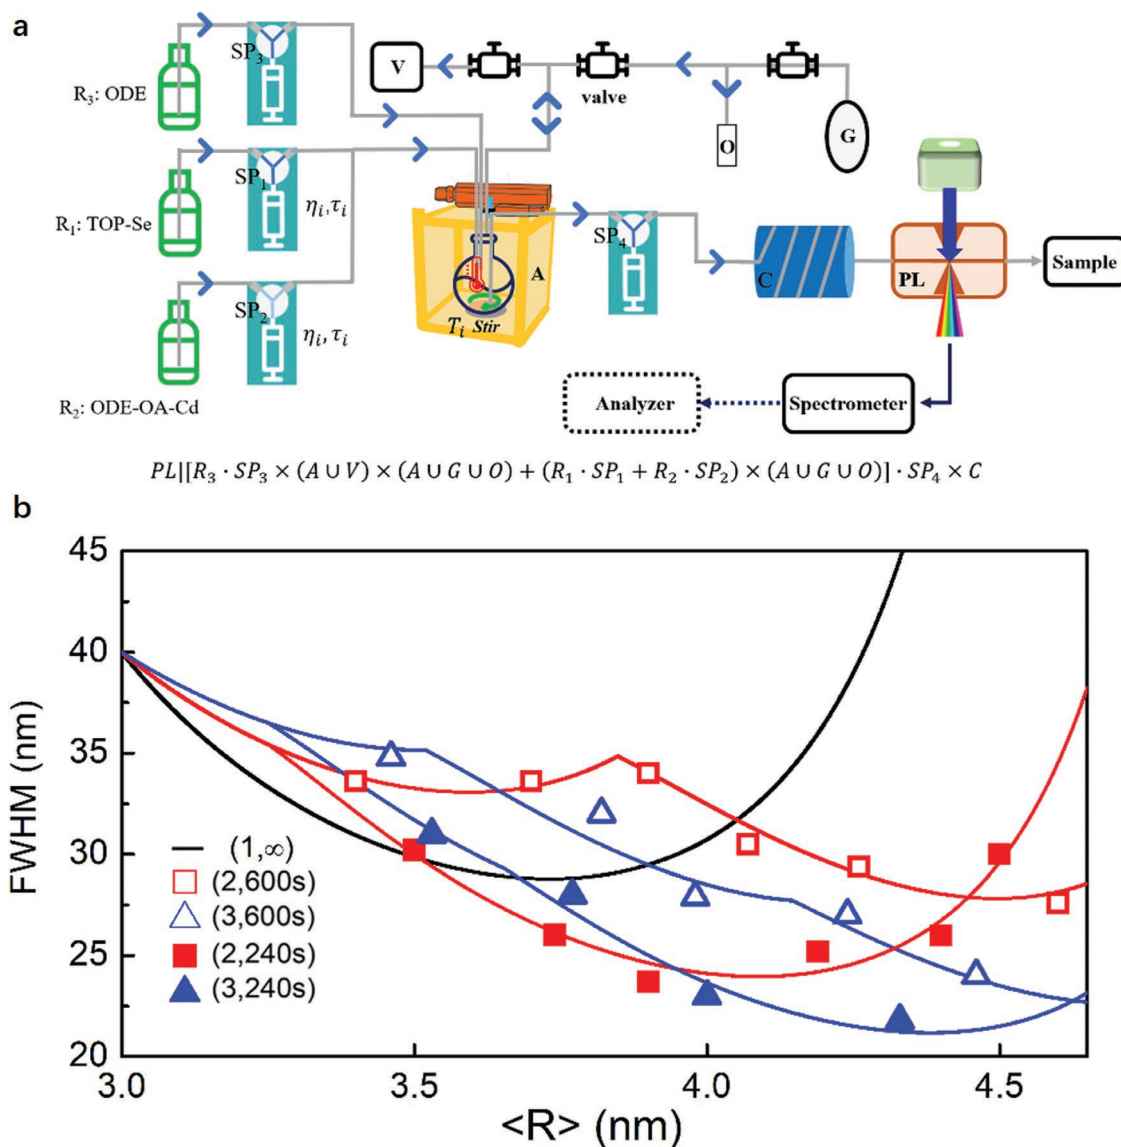 a
R₃: ODE
SP₃
V
valve
O
G
R₁: TOP-Se
SP₁
ηᵢ,τᵢ
R₂: ODE-OA-Cd
SP₂
ηᵢ,τᵢ
A
Tᵢ Stir
SP₄
C
PL
Sample
Analyzer
Spectrometer
PL|[R₃ · SP₃ × (A ∪ V) × (A ∪ G ∪ O) + (R₁ · SP₁ + R₂ · SP₂) × (A ∪ G ∪ O)] · SP₄ × C
b
45
40
35
30
25
20
FWHM (nm)
(1,∞)
(2,600s)
(3,600s)
(2,240s)
(3,240s)
3.0 3.5 4.0 4.5
<R> (nm)